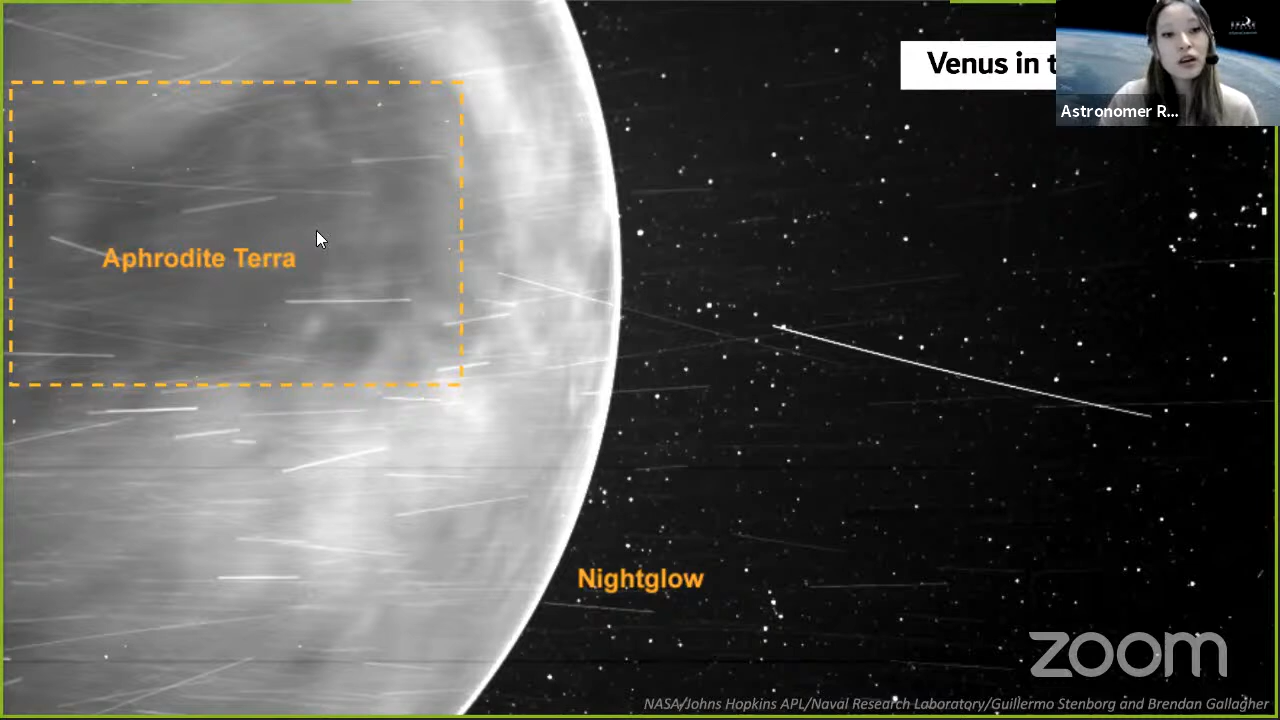 Venus in t
Astronomer R...
Aphrodite Terra
Nightglow
zoom
NASA/Johns Hopkins APL/Naval Research Laboratory/Guillermo Stenborg and Brendan Gallagher